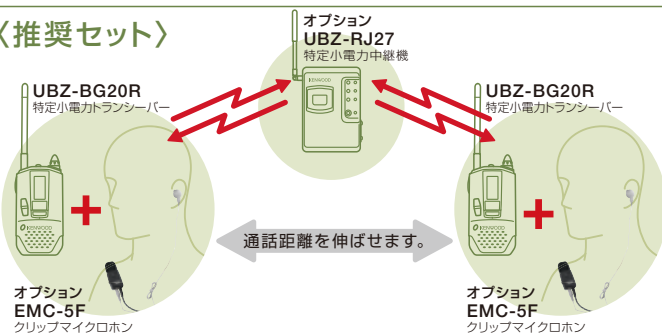 〈推奨セット〉
オプション
UBZ-RJ27
特定小電力中継機
KENWOOD
UBZ-BG20R
特定小電力トランシーバー
UBZ-BG20R
特定小電力トランシーバー
KENWOOD
KENWOOD
通話距離を伸ばせます。
オプション
EMC-5F
クリップマイクロホン
オプション
EMC-5F
クリップマイクロホン